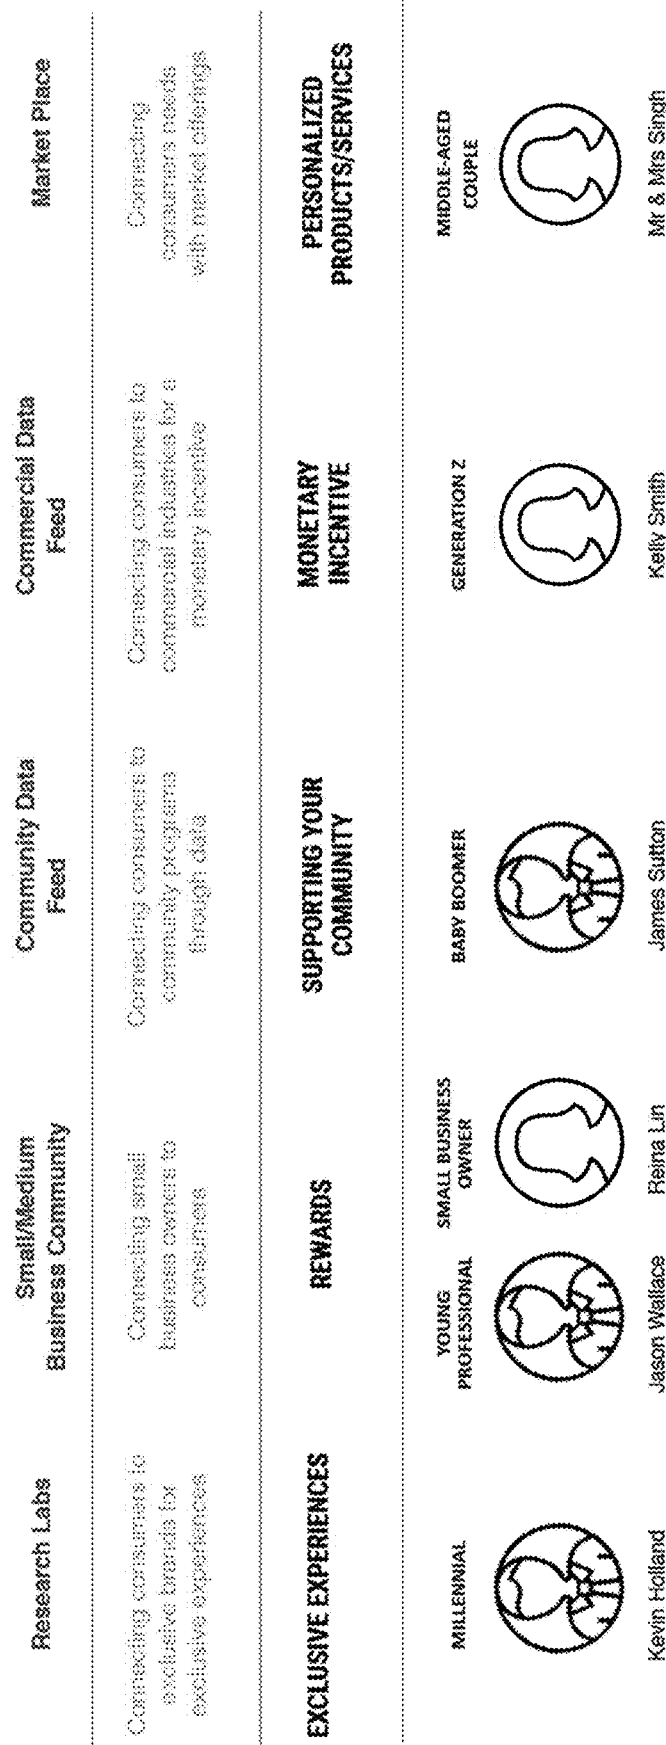 Research Labs
Small/Medium
Business Community
Community Data
Feed
Commercial Data
Feed
Market Place
Connecting consumers to
exclusive brands for
exclusive experiences
Connecting small
business owners to
consumers
Connecting consumers to
community programs
through data
Connecting consumers to
commercial industries for a
monetary incentive
Connecting
consumers needs
with market offerings
EXCLUSIVE EXPERIENCES
REWARDS
SUPPORTING YOUR
COMMUNITY
MONETARY
INCENTIVE
PERSONALIZED
PRODUCTS/SERVICES
MILLENNIAL
YOUNG
PROFESSIONAL
SMALL BUSINESS
OWNER
BABY BOOMER
GENERATION Z
MIDDLE-AGED
COUPLE
Kevin Holland
Jason Wallace
Reina Lin
James Sutton
Kelly Smith
Mr & Mrs Singh